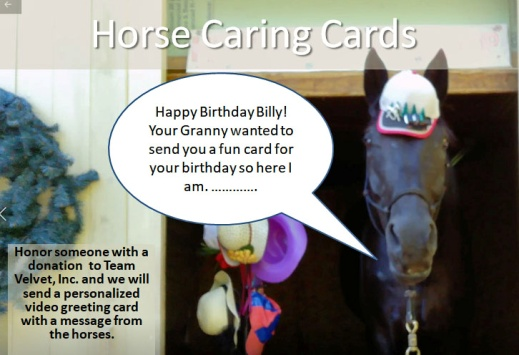 Horse Caring Cards
Happy Birthday Billy!
Your Granny wanted to
send you a fun card for
your birthday so here I
am. ………….
Honor someone with a
donation to Team
Velvet, Inc. and we will
send a personalized
video greeting card
with a message from
the horses.